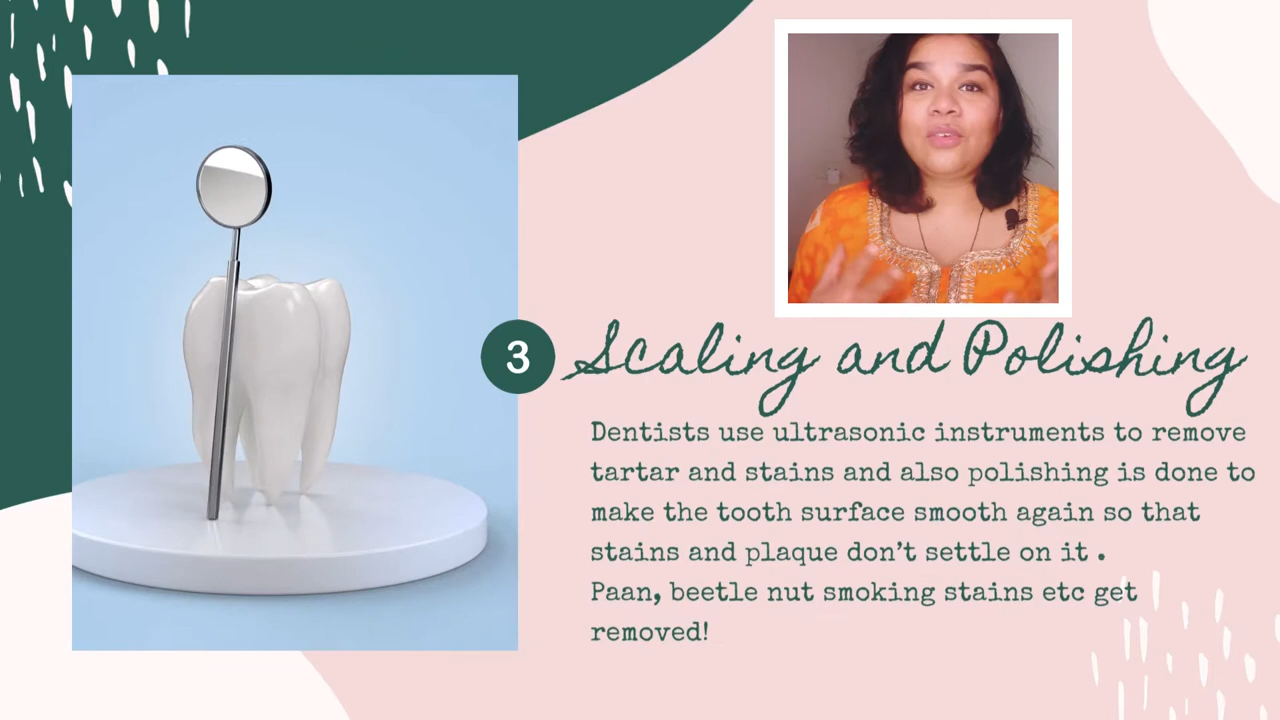 3 Scaling and Polishing
Dentists use ultrasonic instruments to remove
tartar and stains and also polishing is done to
make the tooth surface smooth again so that
stains and plaque don't settle on it .
Paan, beetle nut smoking stains etc get
removed!